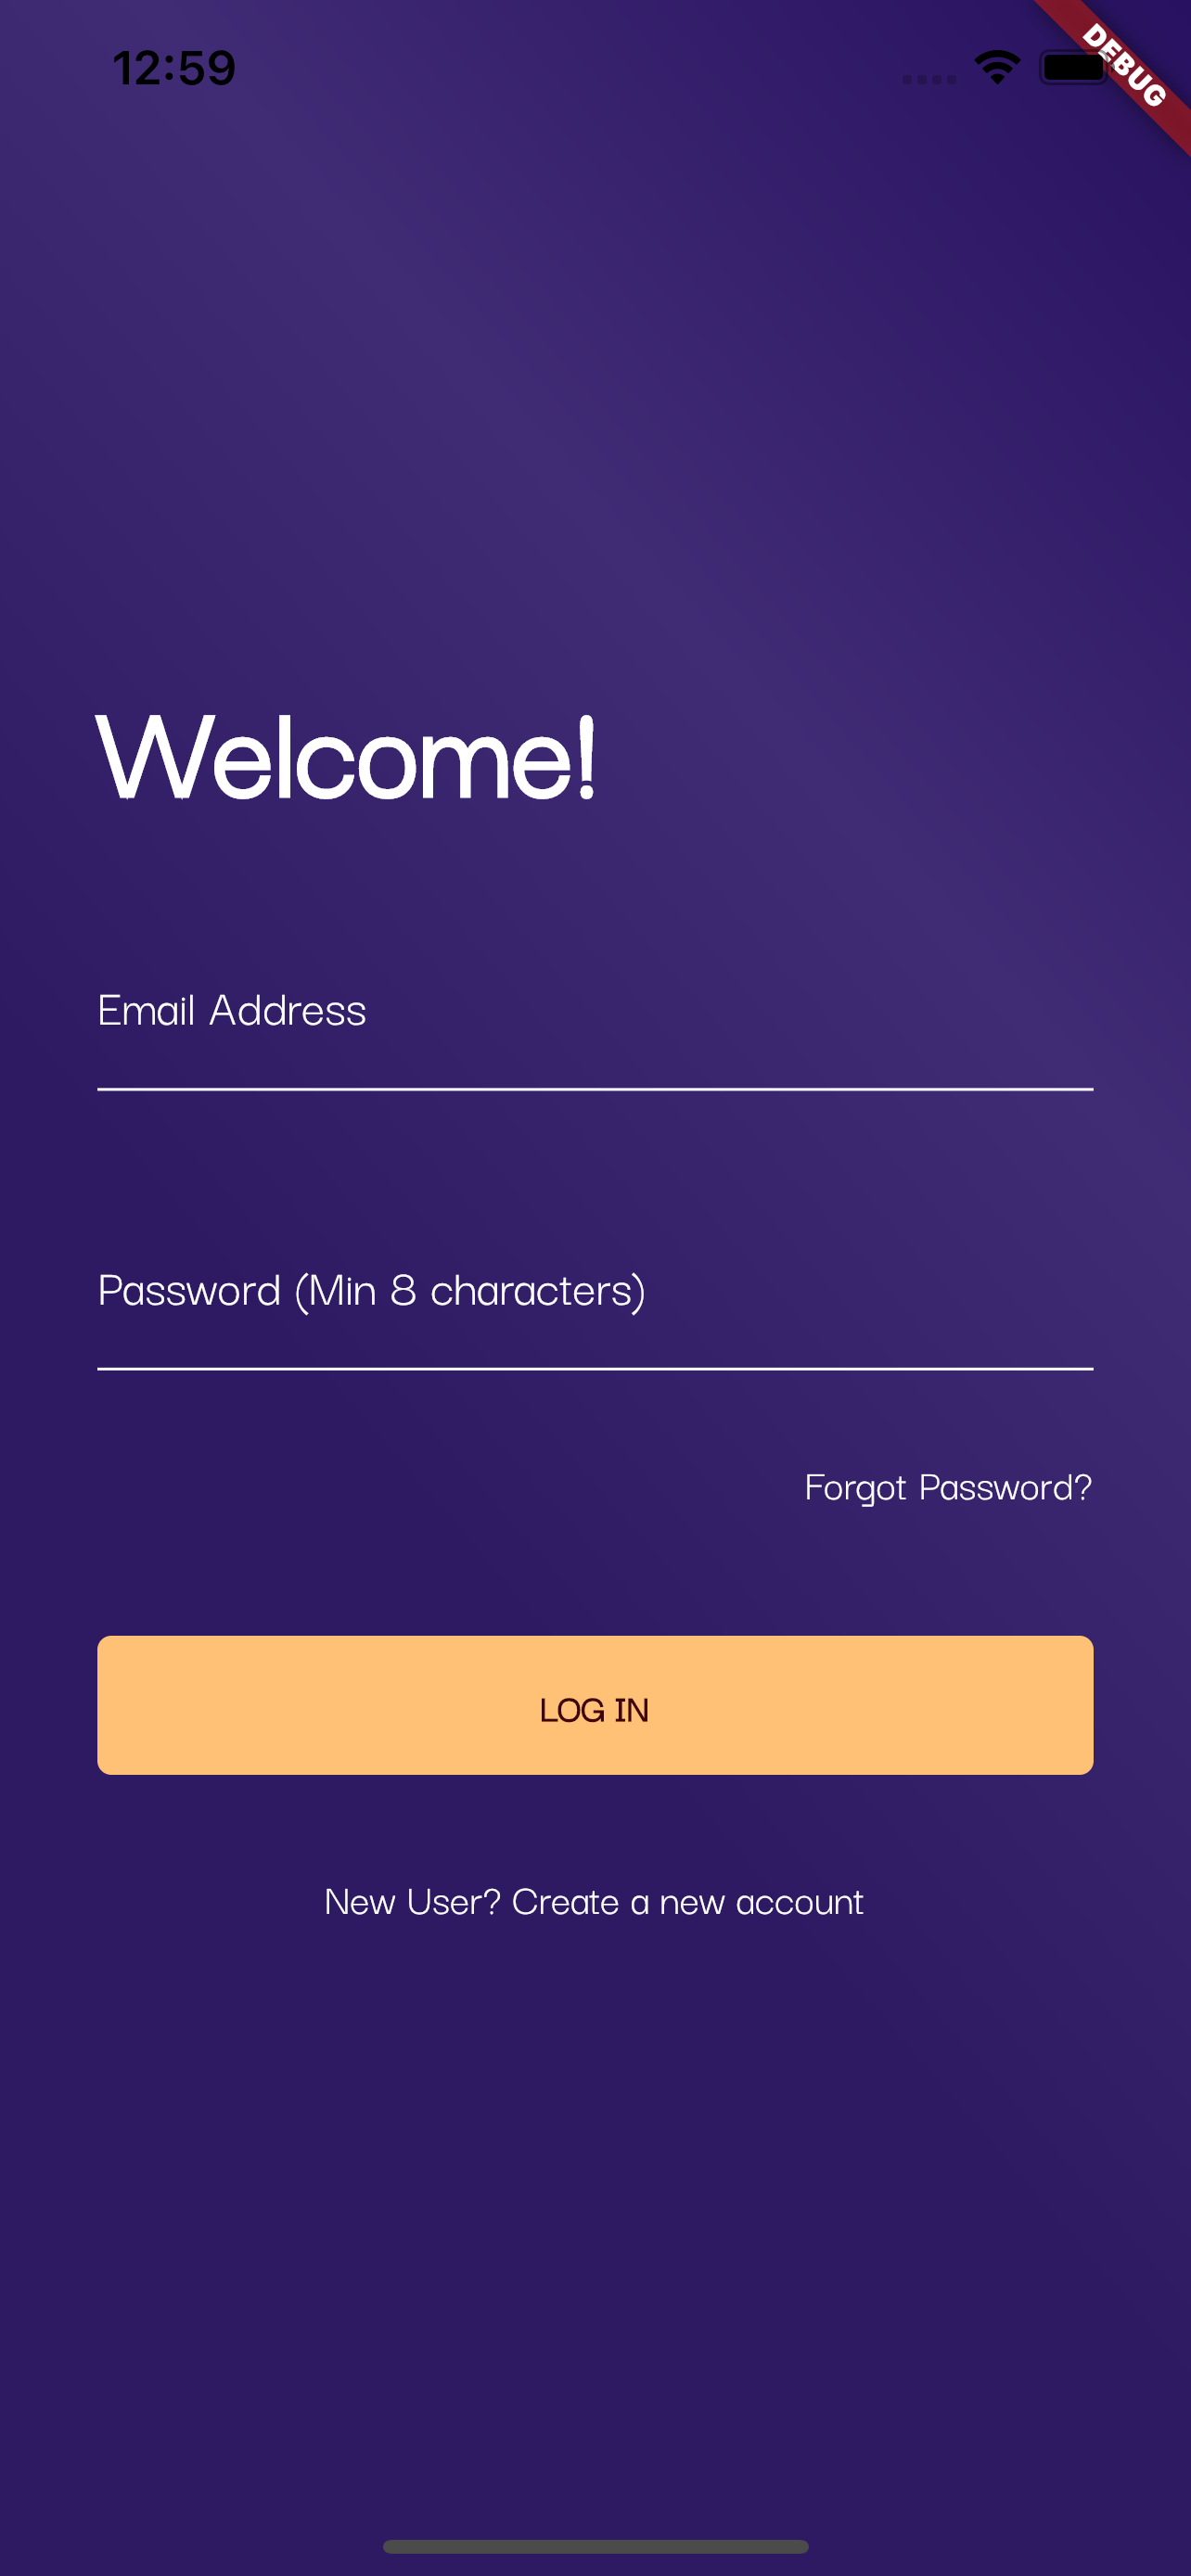 12:59
DEBUG
Welcome!
Email Address
Password (Min 8 characters)
Forgot Password?
LOG IN
New User? Create a new account